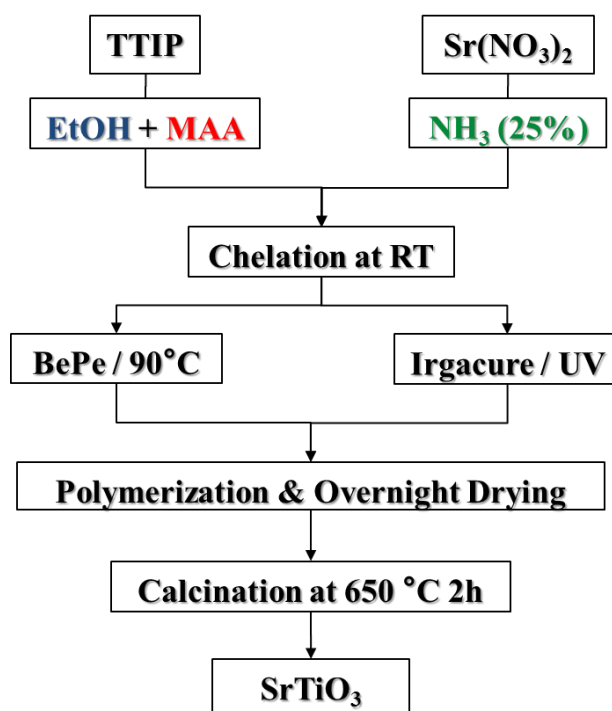 TTIP
Sr(NO₃)₂
EtOH + MAA
NH₃ (25%)
Chelation at RT
BePe / 90°C
Irgacure / UV
Polymerization & Overnight Drying
Calcination at 650 °C 2h
SrTiO₃